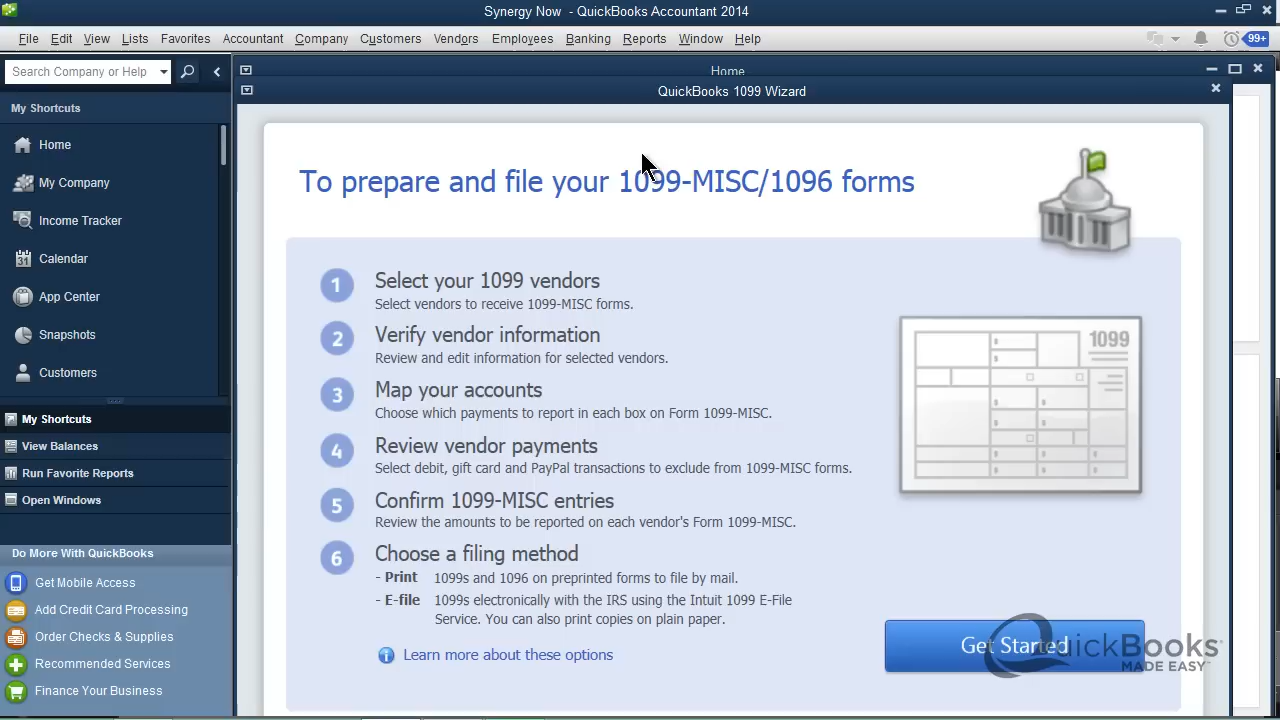 Synergy Now - QuickBooks Accountant 2014
File Edit View Lists Favorites Accountant Company Customers Vendors Employees Banking Reports Window Help
99+
Search Company or Help
Home
QuickBooks 1099 Wizard
My Shortcuts
Home
My Company
Income Tracker
31
Calendar
App Center
Snapshots
Customers
My Shortcuts
View Balances
Run Favorite Reports
Open Windows
Do More With QuickBooks
Get Mobile Access
Add Credit Card Processing
Order Checks & Supplies
Recommended Services
Finance Your Business
To prepare and file your 1099-MISC/1096 forms
1 Select your 1099 vendors
Select vendors to receive 1099-MISC forms.
2 Verify vendor information
Review and edit information for selected vendors.
3 Map your accounts
Choose which payments to report in each box on Form 1099-MISC.
4 Review vendor payments
Select debit, gift card and PayPal transactions to exclude from 1099-MISC forms.
5 Confirm 1099-MISC entries
Review the amounts to be reported on each vendor's Form 1099-MISC.
6 Choose a filing method
- Print 1099s and 1096 on preprinted forms to file by mail.
- E-file 1099s electronically with the IRS using the Intuit 1099 E-File
Service. You can also print copies on plain paper.
Learn more about these options
1099
Get Started
QuickBooks
MADE EASY™